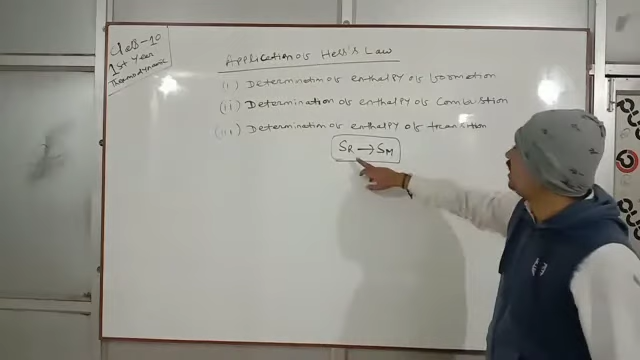 Lec-10
1st Year
Thermodynamic
Application of Hess's Law
(i) Determination of enthalpy of formation
(ii) Determination of enthalpy of Combustion
(iii) Determination of enthalpy of transition
SR → SM